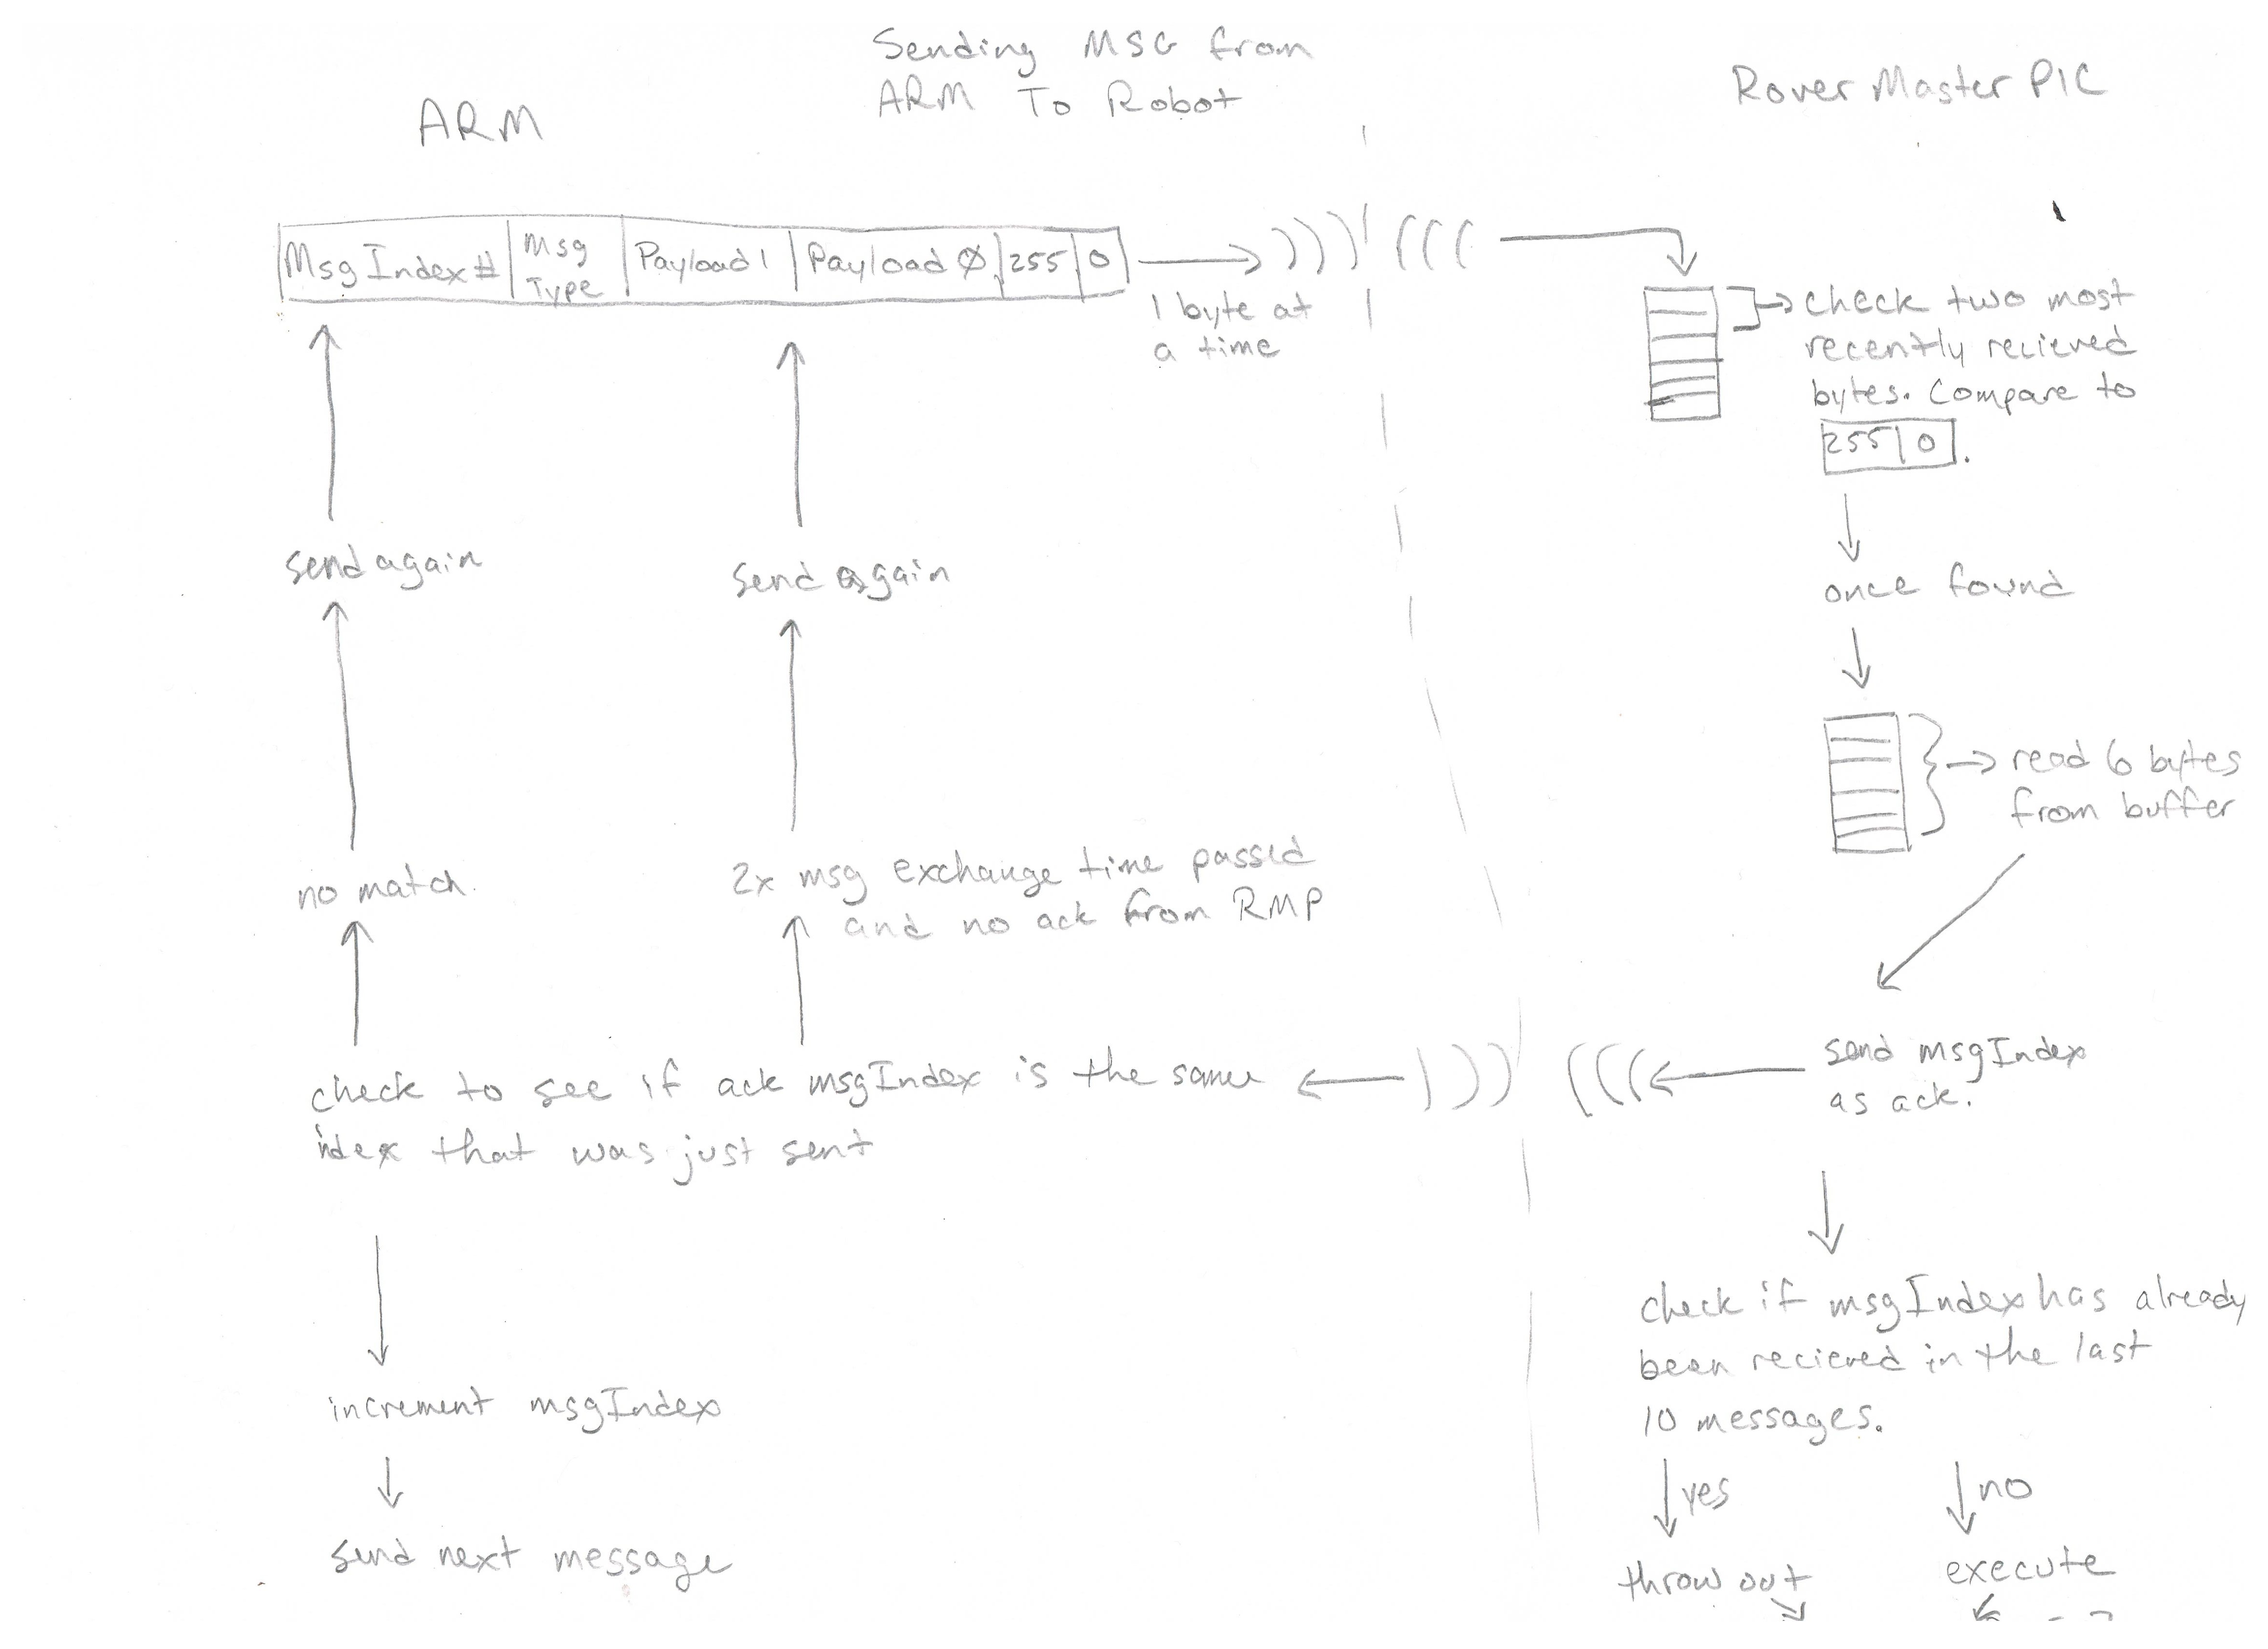 Sending MSG from
ARM To Robot
ARM
Rover Master PIC
Msg Index # | Msg Type | Payload 1 | Payload Ø | 255 | 0
1 byte at
a time
check two most
recently recieved
bytes. Compare to
255 | 0 .
send again
send again
once found
read 6 bytes
from buffer
no match.
2x msg exchange time passed
and no ack from RMP
send msgIndex
as ack.
check to see if ack msgIndex is the same
index that was just sent
check if msgIndex has already
been recieved in the last
10 messages.
increment msgIndex
yes
no
send next message
throw out
execute